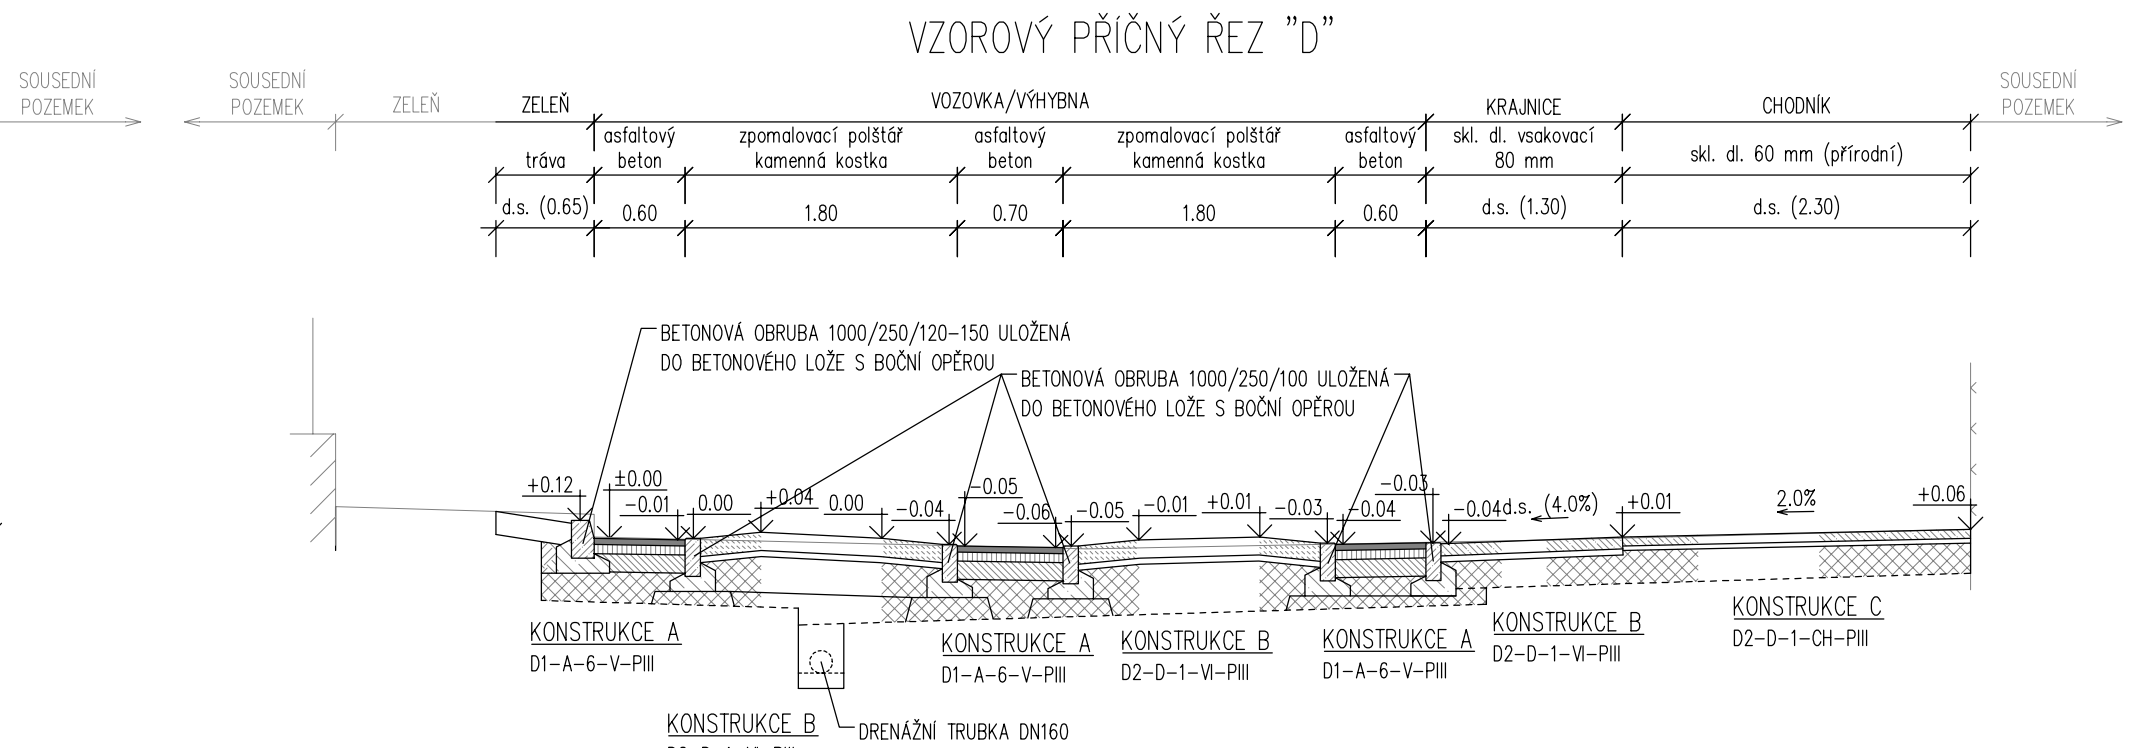 VZOROVÝ PŘÍČNÝ ŘEZ "D"
SOUSEDNÍ
POZEMEK
SOUSEDNÍ
POZEMEK
ZELEŇ
ZELEŇ
VOZOVKA/VÝHYBNA
KRAJNICE
CHODNÍK
SOUSEDNÍ
POZEMEK
tráva
asfaltový
beton
zpomalovací polštář
kamenná kostka
asfaltový
beton
zpomalovací polštář
kamenná kostka
asfaltový
beton
skl. dl. vsakovací
80 mm
skl. dl. 60 mm (přírodní)
d.s. (0.65)
0.60
1.80
0.70
1.80
0.60
d.s. (1.30)
d.s. (2.30)
BETONOVÁ OBRUBA 1000/250/120-150 ULOŽENÁ
DO BETONOVÉHO LOŽE S BOČNÍ OPĚROU
BETONOVÁ OBRUBA 1000/250/100 ULOŽENÁ
DO BETONOVÉHO LOŽE S BOČNÍ OPĚROU
+0.12
±0.00
-0.01
0.00
+0.04
0.00
-0.04
-0.05
-0.06
-0.05
-0.01
+0.01
-0.03
-0.04
-0.03
-0.04
d.s. (4.0%)
+0.01
2.0%
+0.06
KONSTRUKCE A
D1-A-6-V-PIII
KONSTRUKCE A
D1-A-6-V-PIII
KONSTRUKCE B
D2-D-1-VI-PIII
KONSTRUKCE A
D1-A-6-V-PIII
KONSTRUKCE B
D2-D-1-VI-PIII
KONSTRUKCE C
D2-D-1-CH-PIII
KONSTRUKCE B
DRENÁŽNÍ TRUBKA DN160